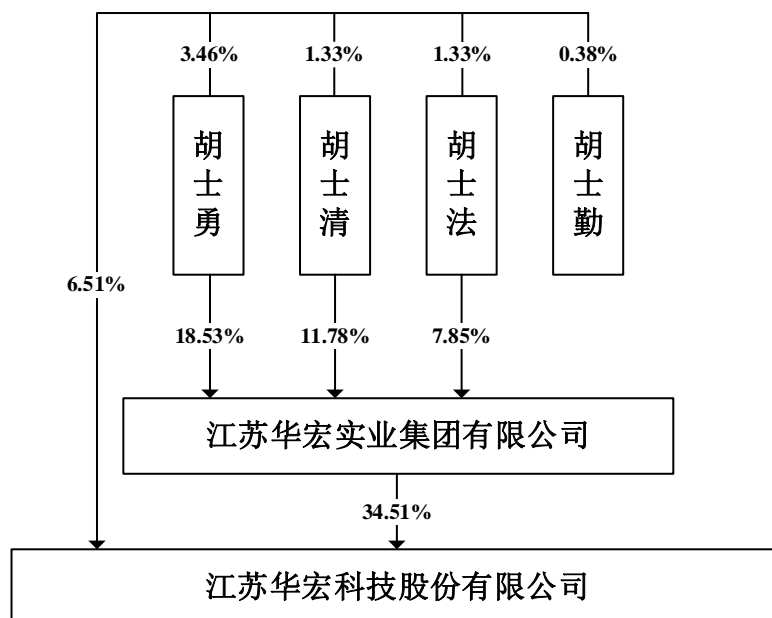 3.46% 1.33% 1.33% 0.38%
胡士勇
胡士清
胡士法
胡士勤
6.51%
18.53% 11.78% 7.85%
江苏华宏实业集团有限公司
34.51%
江苏华宏科技股份有限公司